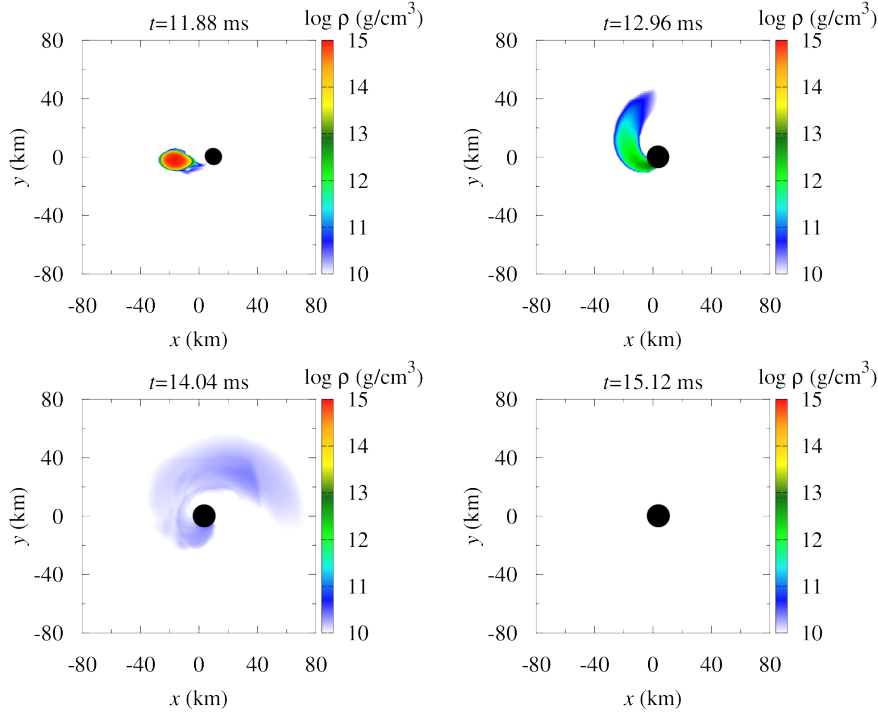 t=11.88 ms
log ρ (g/cm³)
80
40
0
-40
-80
y (km)
-80 -40 0 40 80
x (km)
15
14
13
12
11
10
t=12.96 ms
log ρ (g/cm³)
80
40
0
-40
-80
y (km)
-80 -40 0 40 80
x (km)
15
14
13
12
11
10
t=14.04 ms
log ρ (g/cm³)
80
40
0
-40
-80
y (km)
-80 -40 0 40 80
x (km)
15
14
13
12
11
10
t=15.12 ms
log ρ (g/cm³)
80
40
0
-40
-80
y (km)
-80 -40 0 40 80
x (km)
15
14
13
12
11
10